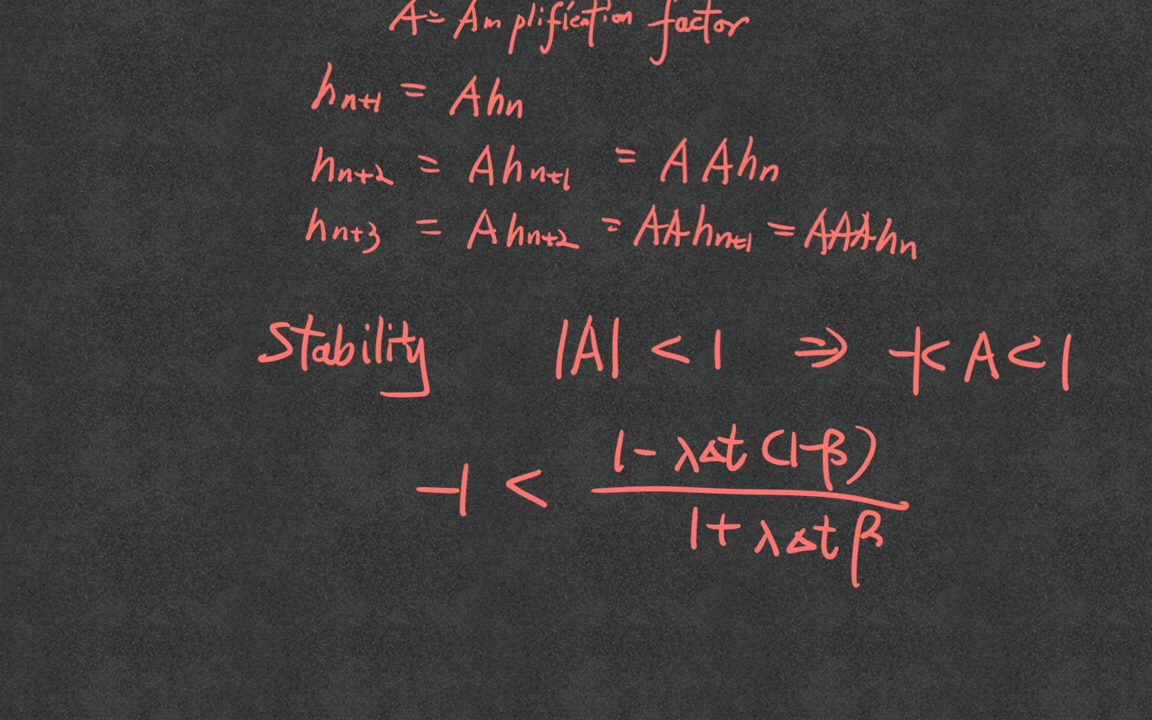 A = Amplification factor
hn+1 = Ahn
hn+2 = Ahn+1 = AAhn
hn+3 = Ahn+2 = AAhn+1 = AAAhn
Stability |A| < 1 ⇒ -1< A < 1
-1 < (1-λΔt(1-β))/(1+λΔtβ)